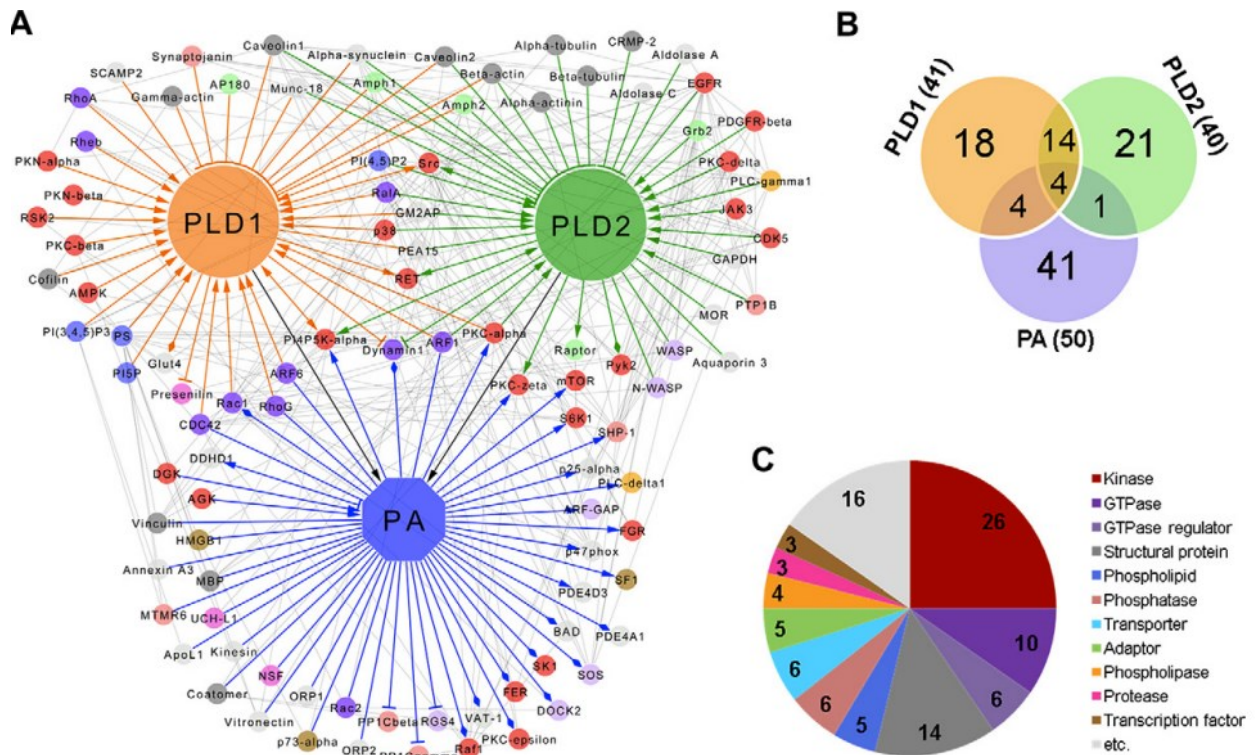 A
B
Caveolin1
Alpha-synuclein
Caveolin2
Alpha-tubulin
CRMP-2
Aldolase A
Synaptojanin
Beta-actin
Beta-tubulin
EGFR
SCAMP2
AP180
Munc-18
Amph1
Aldolase C
RhoA
Gamma-actin
Amph2
Alpha-actinin
Grb2
PDGFR-beta
Rheb
PI(4,5)P2
Src
PKC-delta
PKN-alpha
RalA
PLC-gamma1
PKN-beta
GM2AP
JAK3
RSK2
PLD1
p38
PLD2
CDK5
PKC-beta
PEA15
GAPDH
Cofilin
RET
AMPK
PTP1B
MOR
PI(3,4,5)P3
PS
PI4P5K-alpha
Dynamin1
ARF1
PKC-alpha
WASP
Aquaporin 3
PI5P
Glut4
Raptor
Pyk2
N-WASP
Presenilin
ARF6
PKC-zeta
mTOR
Rac1
RhoG
CDC42
S6K1
SHP-1
DDHD1
p25-alpha
DGK
PLC-delta1
AGK
ARF-GAP
Vinculin
PA
FGR
HMGB1
p47phox
Annexin A3
SF1
MBP
PDE4D3
MTMR6
UCH-L1
BAD
PDE4A1
ApoL1
Kinesin
SK1
SOS
NSF
FER
Coatomer
ORP1
DOCK2
Vitronectin
Rac2
PP1Cbeta
RGS4
VAT-1
p73-alpha
ORP2
Raf1
PKC-epsilon
PLD1 (41)
PLD2 (40)
18
14
21
4
4
1
41
PA (50)
C
16
26
3
3
4
5
10
6
6
6
5
14
Kinase
GTPase
GTPase regulator
Structural protein
Phospholipid
Phosphatase
Transporter
Adaptor
Phospholipase
Protease
Transcription factor
etc.